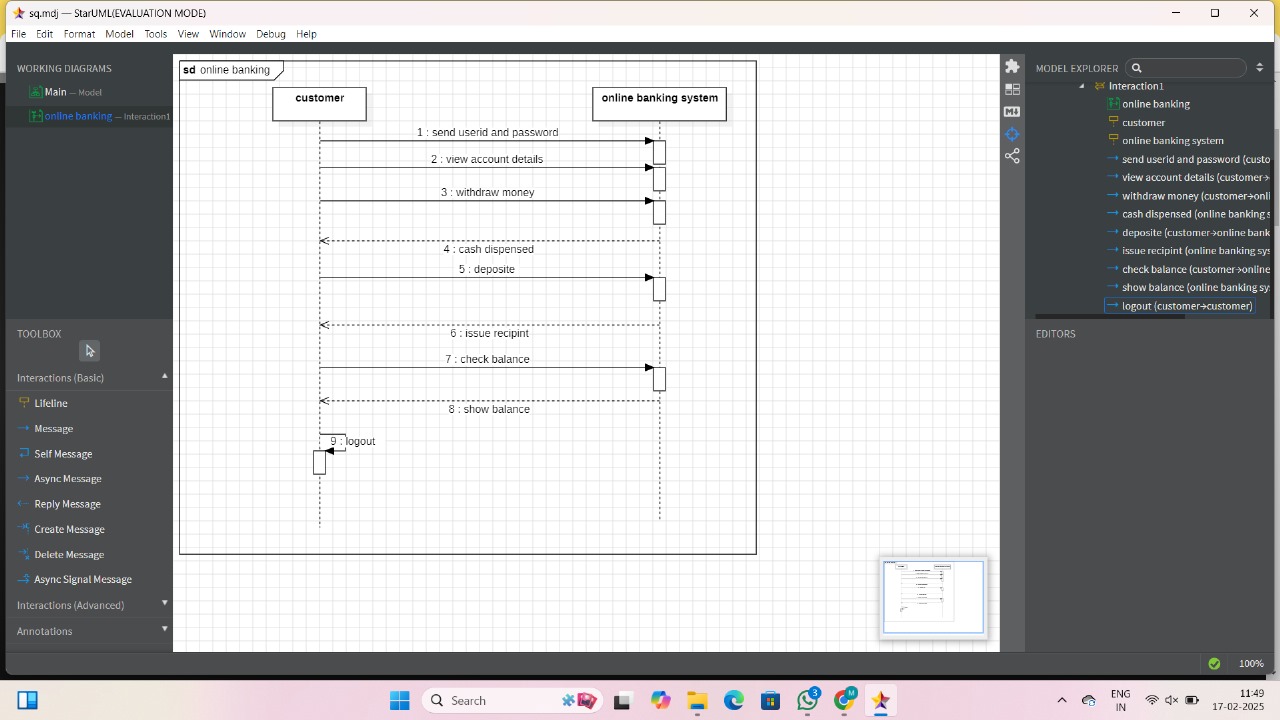 sq.mdj — StarUML(EVALUATION MODE)
File Edit Format Model Tools View Window Debug Help
WORKING DIAGRAMS
Main — Model
online banking — Interaction1
TOOLBOX
Interactions (Basic)
Lifeline
Message
Self Message
Async Message
Reply Message
Create Message
Delete Message
Async Signal Message
Interactions (Advanced)
Annotations
sd online banking
customer
online banking system
1 : send userid and password
2 : view account details
3 : withdraw money
4 : cash dispensed
5 : deposite
6 : issue recipint
7 : check balance
8 : show balance
9 : logout
MODEL EXPLORER
Interaction1
online banking
customer
online banking system
send userid and password (custo
view account details (customer→
withdraw money (customer→onli
cash dispensed (online banking s
deposite (customer→online bank
issue recipint (online banking sys
check balance (customer→online
show balance (online banking sy
logout (customer→customer)
EDITORS
100%
Search
3
M
ENG
IN
11:49
17-02-2025